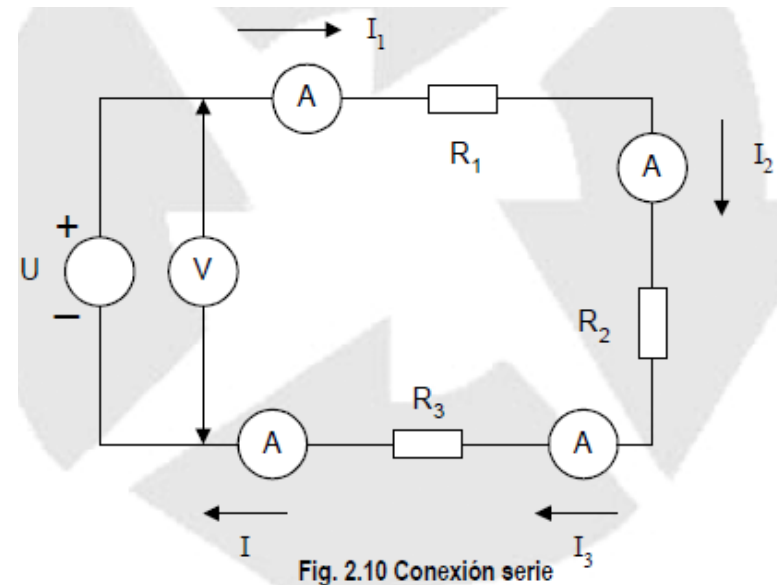 I₁
A
R₁
A
I₂
+
U
V
−
R₂
R₃
A
A
I
I₃
Fig. 2.10 Conexión serie